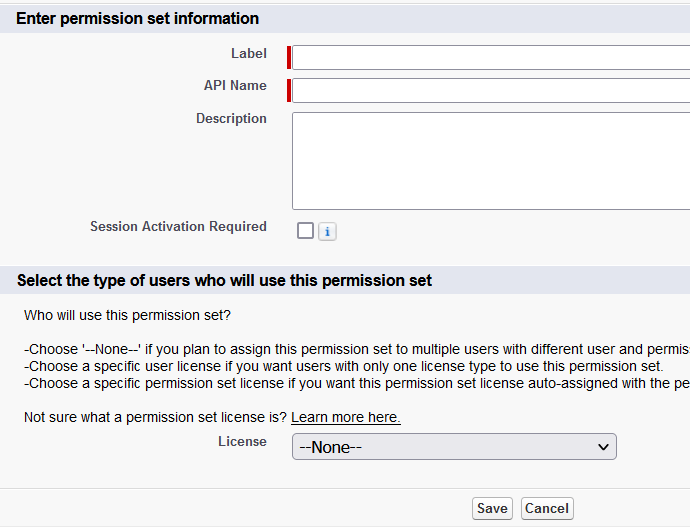 Enter permission set information
Label
API Name
Description
Session Activation Required
i
Select the type of users who will use this permission set
Who will use this permission set?
-Choose '--None--' if you plan to assign this permission set to multiple users with different user and permis
-Choose a specific user license if you want users with only one license type to use this permission set.
-Choose a specific permission set license if you want this permission set license auto-assigned with the pe
Not sure what a permission set license is? Learn more here.
License --None--
Save Cancel